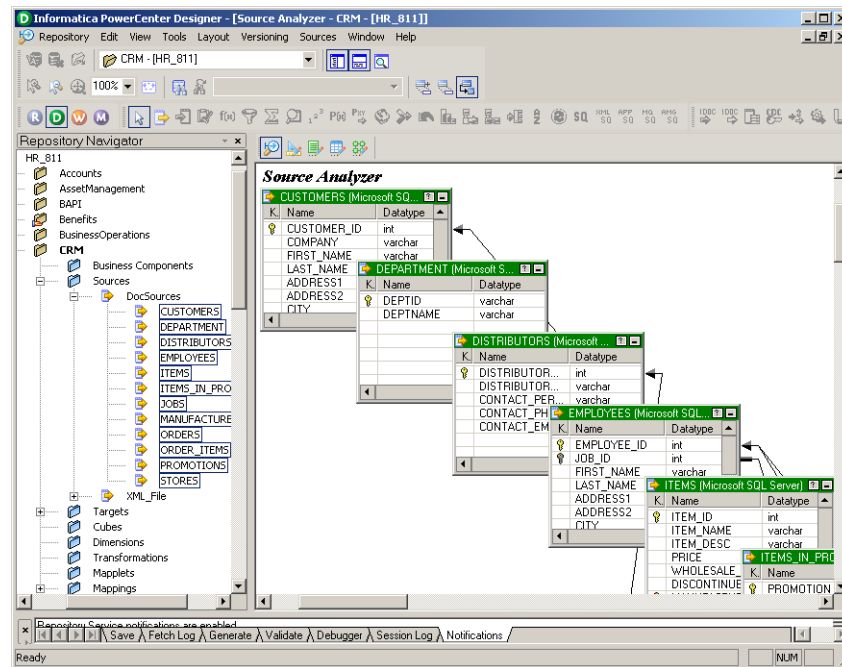 Informatica PowerCenter Designer - [Source Analyzer - CRM - [HR_811]]
Repository Edit View Tools Layout Versioning Sources Window Help
CRM - [HR_811]
100%
R D W M f(x) SQ XML SQ APP SQ MQ SQ
Repository Navigator
HR_811
Accounts
AssetManagement
BAPI
Benefits
BusinessOperations
CRM
Business Components
Sources
DocSources
CUSTOMERS
DEPARTMENT
DISTRIBUTORS
EMPLOYEES
ITEMS
ITEMS_IN_PRO
JOBS
MANUFACTURE
ORDERS
ORDER_ITEMS
PROMOTIONS
STORES
XML_File
Targets
Cubes
Dimensions
Transformations
Mapplets
Mappings
Source Analyzer
CUSTOMERS (Microsoft SQ...
K. Name Datatype
CUSTOMER_ID int
COMPANY varchar
FIRST_NAME varchar
LAST_NAME
ADDRESS1
ADDRESS2
CITY
DEPARTMENT (Microsoft S...
K. Name Datatype
DEPTID varchar
DEPTNAME varchar
DISTRIBUTORS (Microsoft ...
K. Name Datatype
DISTRIBUTOR... int
DISTRIBUTOR... varchar
CONTACT_PER... varchar
CONTACT_PH
CONTACT_EM
EMPLOYEES (Microsoft SQL...
K. Name Datatype
EMPLOYEE_ID int
JOB_ID int
FIRST_NAME varchar
LAST_NAME
ADDRESS1
ADDRESS2
CITY
ITEMS (Microsoft SQL Server)
K. Name Datatype
ITEM_ID int
ITEM_NAME varchar
ITEM_DESC varchar
PRICE
WHOLESALE_
DISCONTINUE
ITEMS_IN_PRO
K. Name
PROMOTION
Repository Service notifications are enabled
Save Fetch Log Generate Validate Debugger Session Log Notifications
Ready NUM